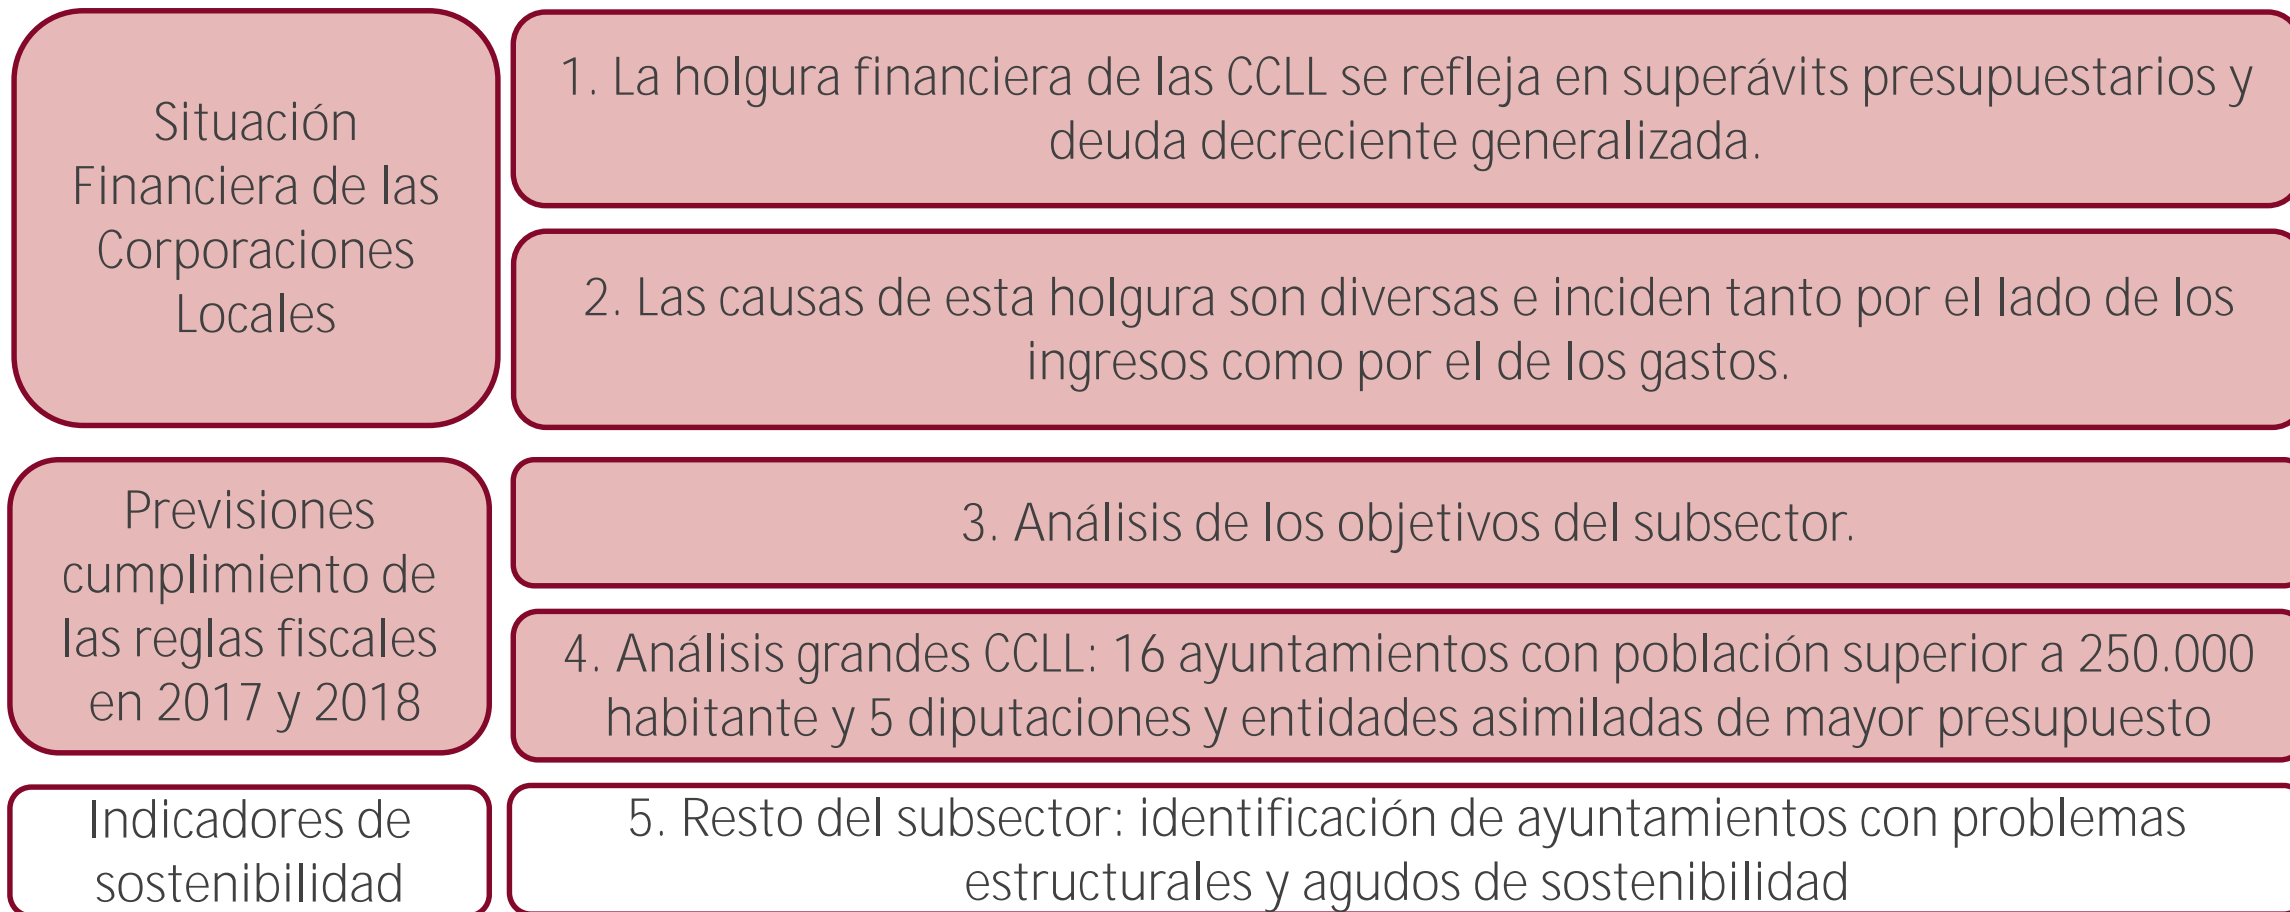 Situación
Financiera de las
Corporaciones
Locales
1. La holgura financiera de las CCLL se refleja en superávits presupuestarios y
deuda decreciente generalizada.
2. Las causas de esta holgura son diversas e inciden tanto por el lado de los
ingresos como por el de los gastos.
Previsiones
cumplimiento de
las reglas fiscales
en 2017 y 2018
3. Análisis de los objetivos del subsector.
4. Análisis grandes CCLL: 16 ayuntamientos con población superior a 250.000
habitante y 5 diputaciones y entidades asimiladas de mayor presupuesto
Indicadores de
sostenibilidad
5. Resto del subsector: identificación de ayuntamientos con problemas
estructurales y agudos de sostenibilidad